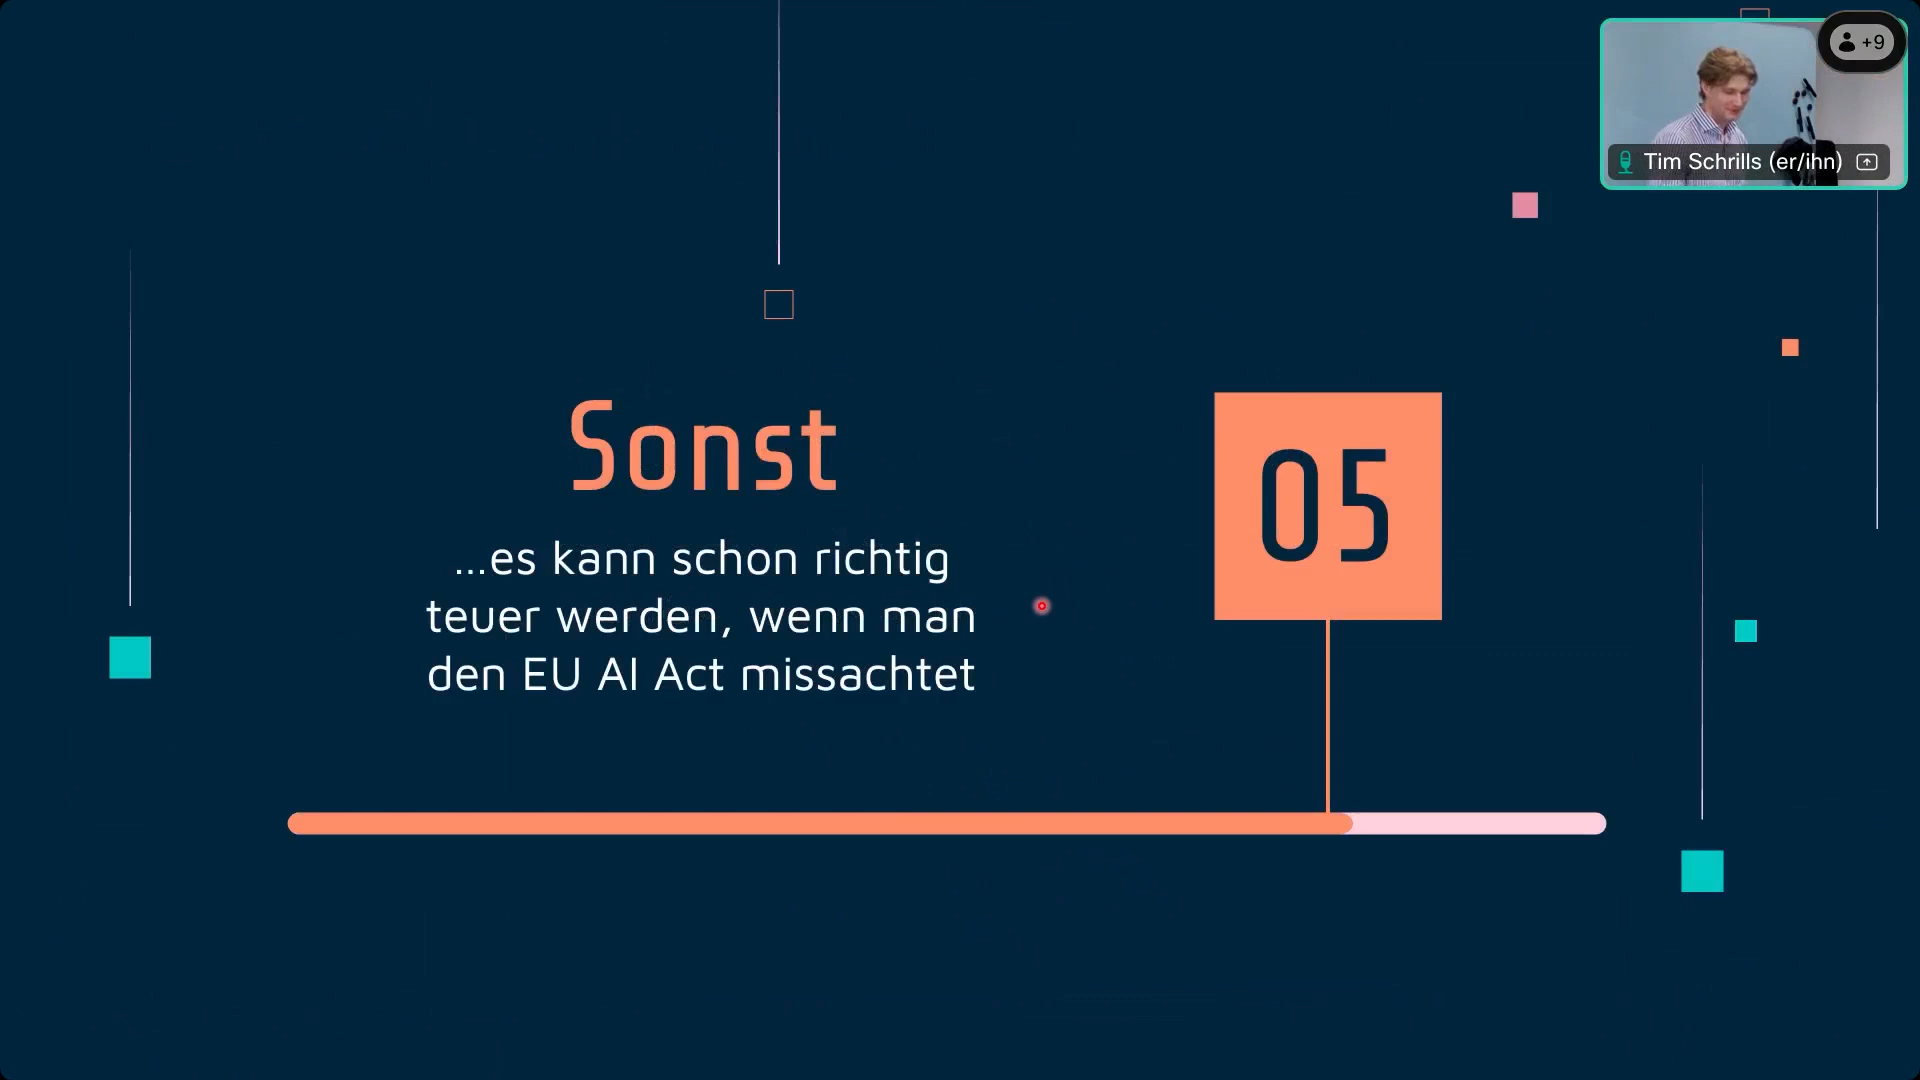 +9
Tim Schrills (er/ihn)
Sonst
05
...es kann schon richtig
teuer werden, wenn man
den EU AI Act missachtet